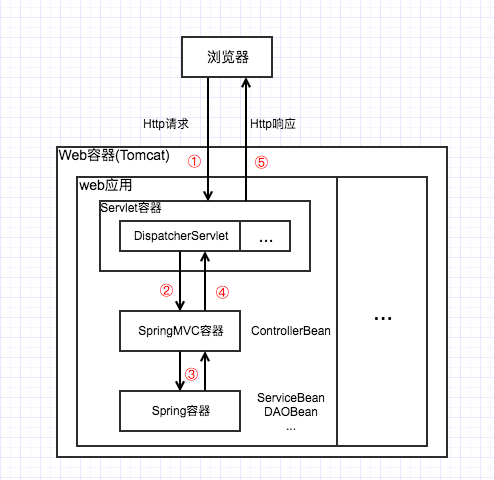 浏览器
Http请求
Http响应
Web容器(Tomcat)
①
⑤
web应用
Servlet容器
DispatcherServlet
...
②
④
...
SpringMVC容器
ControllerBean
③
Spring容器
ServiceBean
DAOBean
...